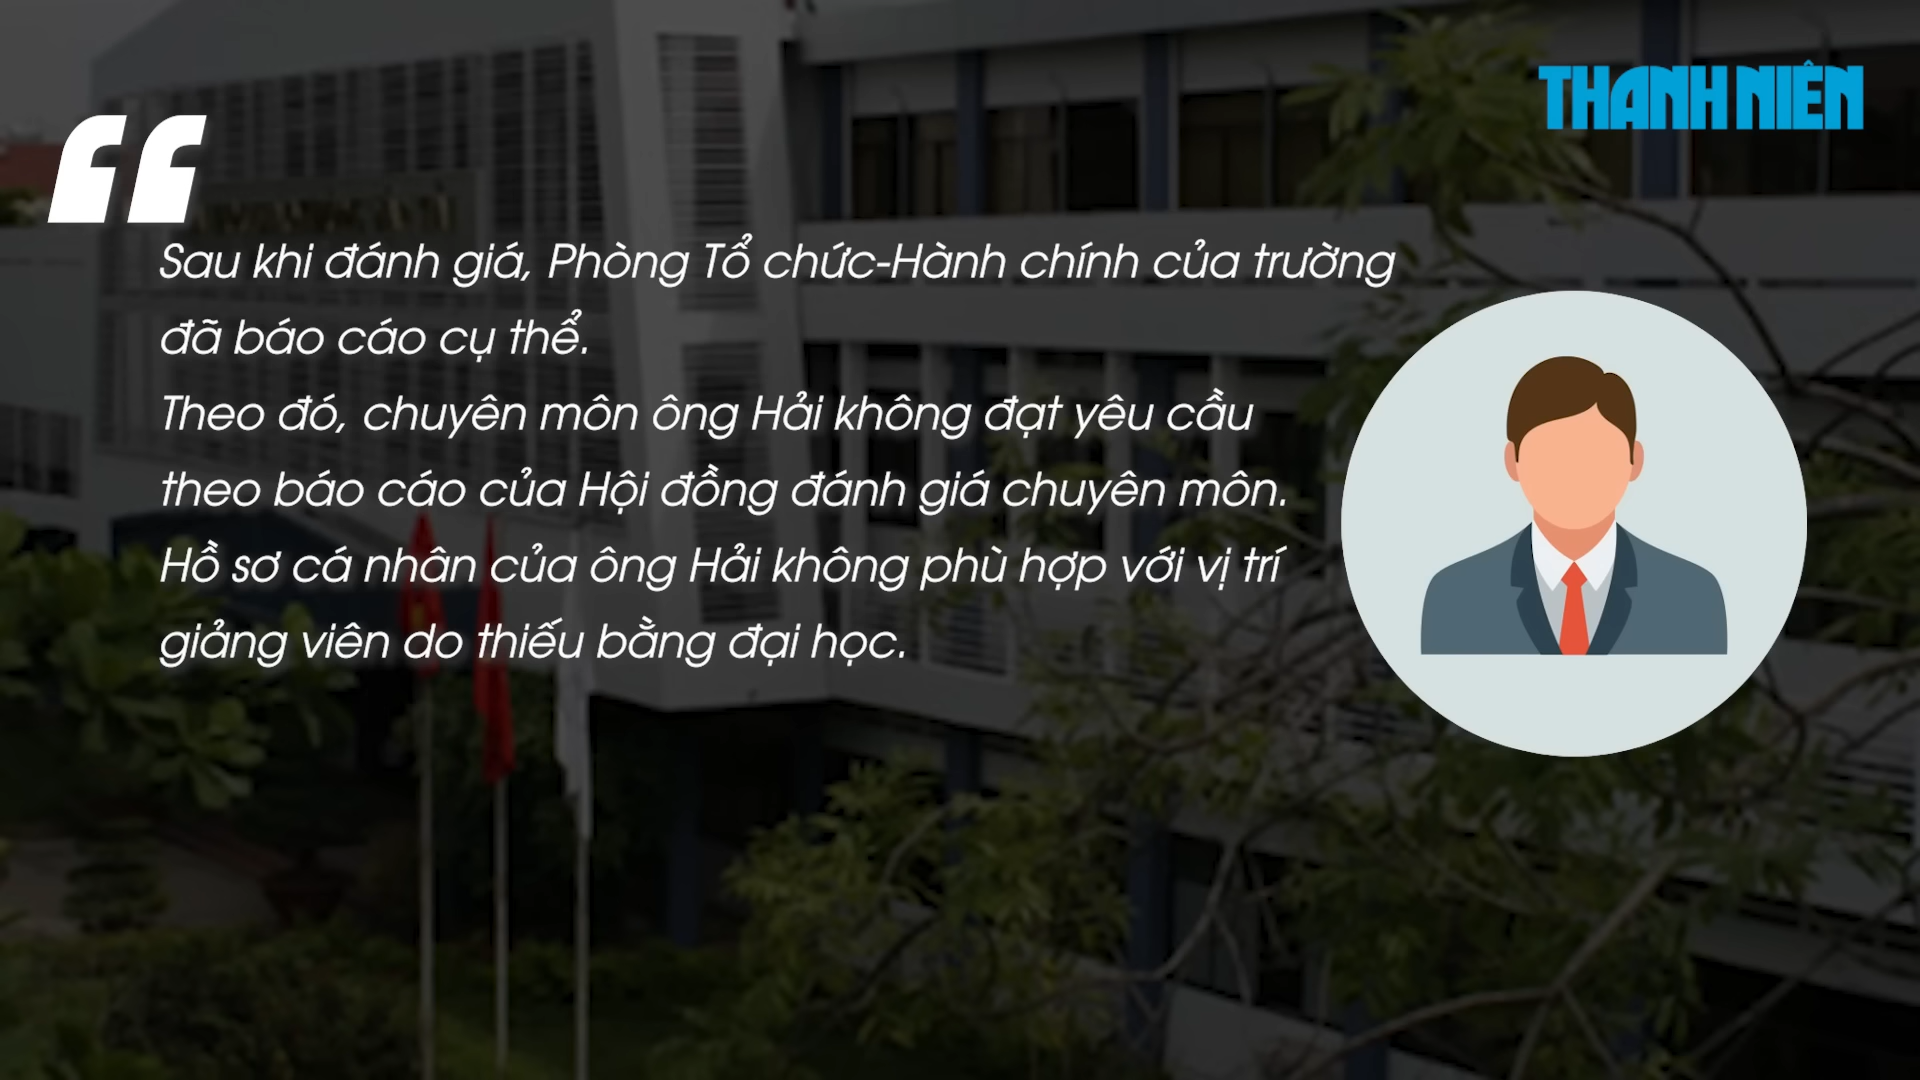 THANH NIÊN
Sau khi đánh giá, Phòng Tổ chức-Hành chính của trường
đã báo cáo cụ thể.
Theo đó, chuyên môn ông Hải không đạt yêu cầu
theo báo cáo của Hội đồng đánh giá chuyên môn.
Hồ sơ cá nhân của ông Hải không phù hợp với vị trí
giảng viên do thiếu bằng đại học.